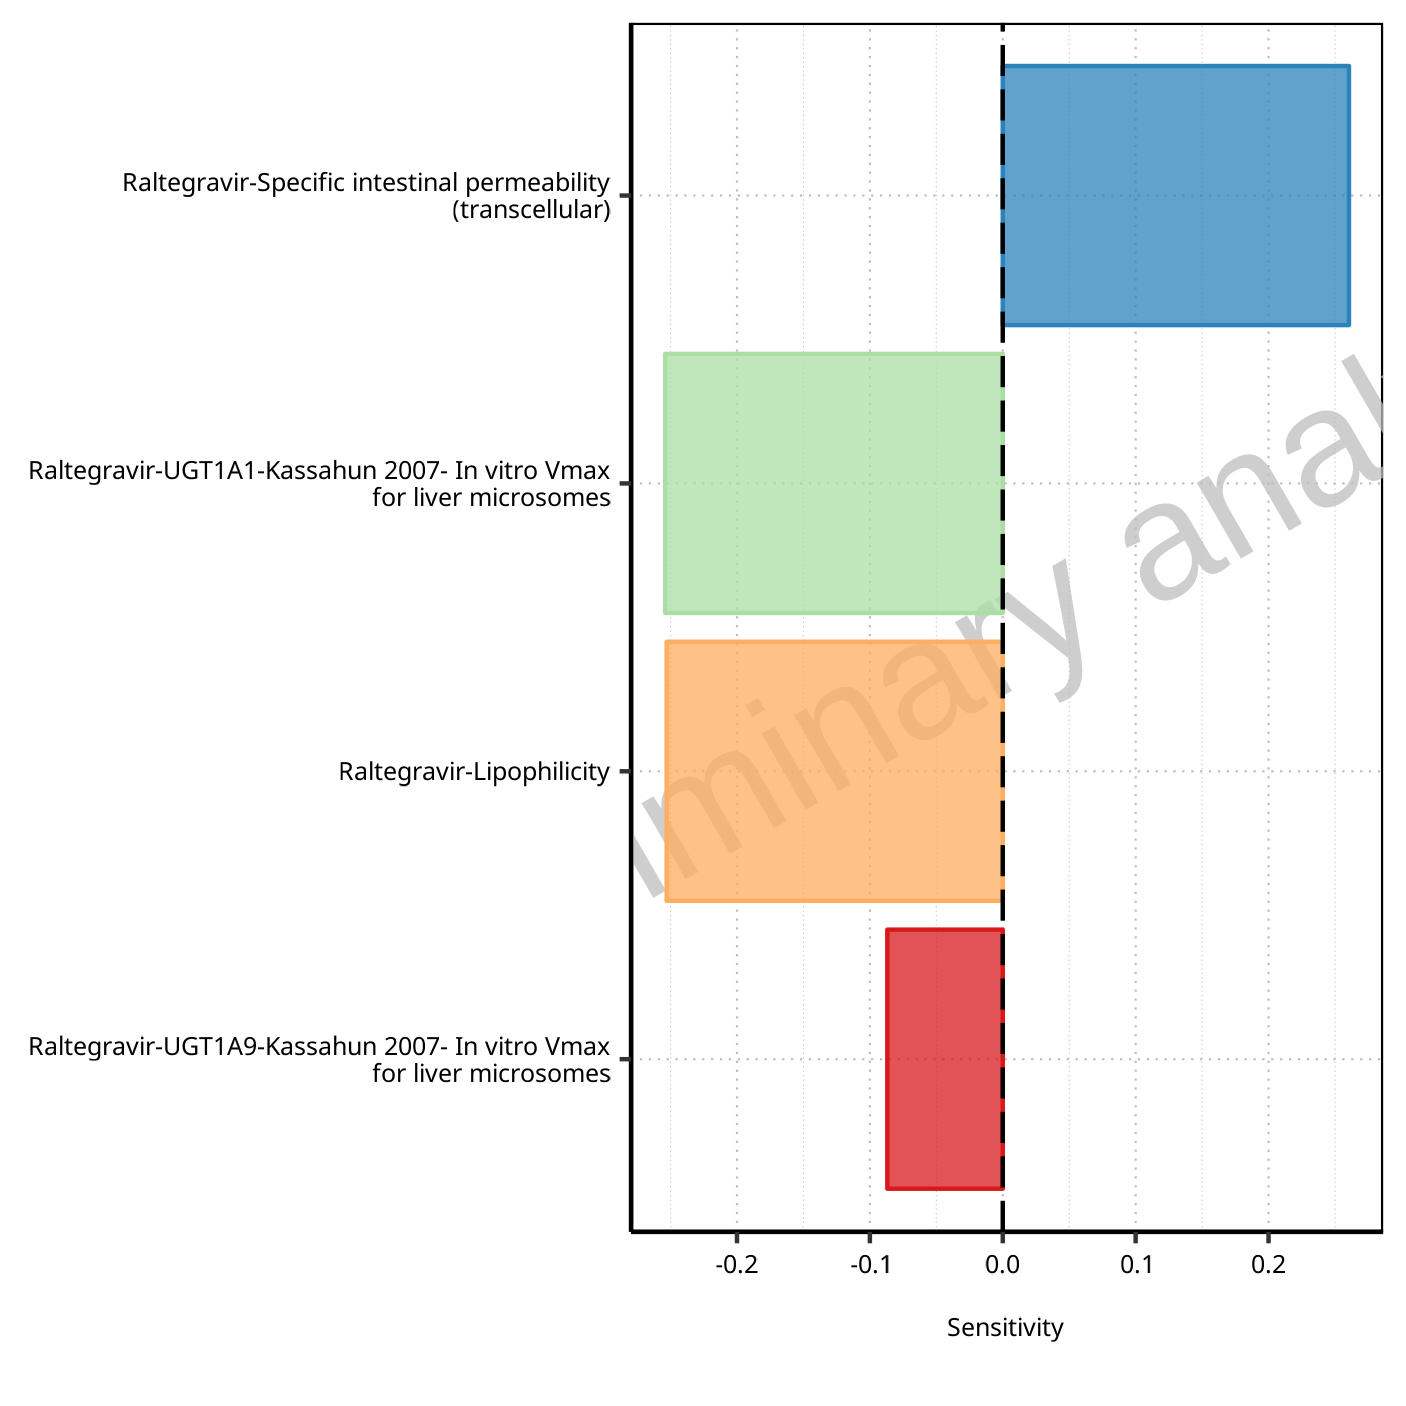 Raltegravir-Specific intestinal permeability
(transcellular)
Raltegravir-UGT1A1-Kassahun 2007- In vitro Vmax
for liver microsomes
Raltegravir-Lipophilicity
Raltegravir-UGT1A9-Kassahun 2007- In vitro Vmax
for liver microsomes
minary anal
-0.2 -0.1 0.0 0.1 0.2
Sensitivity